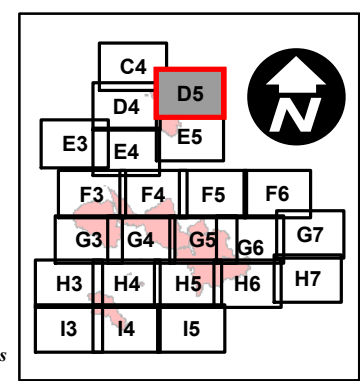 C4
D4 D5
E3 E4 E5
F3 F4 F5 F6
G3 G4 G5 G6 G7
H3 H4 H5 H6 H7
I3 I4 I5
N
s